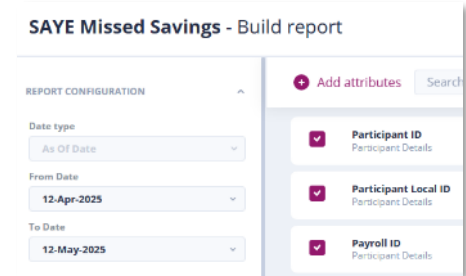 SAYE Missed Savings - Build report
REPORT CONFIGURATION
Date type
As Of Date
From Date
12-Apr-2025
To Date
12-May-2025
Add attributes
Search
Participant ID
Participant Details
Participant Local ID
Participant Details
Payroll ID
Participant Details